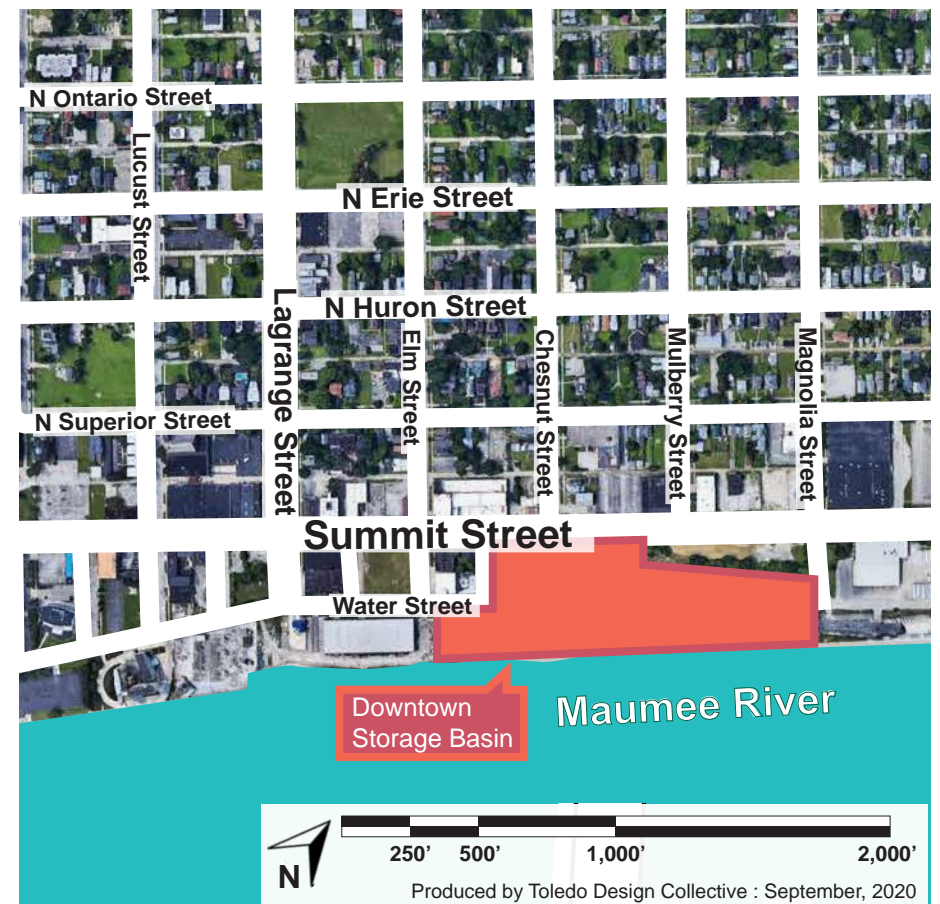 N Ontario Street
Lucust Street
N Erie Street
Lagrange Street
N Huron Street
Elm Street
Chesnut Street
Mulberry Street
Magnolia Street
N Superior Street
Summit Street
Water Street
Downtown
Storage Basin
Maumee River
N
250' 500' 1,000' 2,000'
Produced by Toledo Design Collective : September, 2020